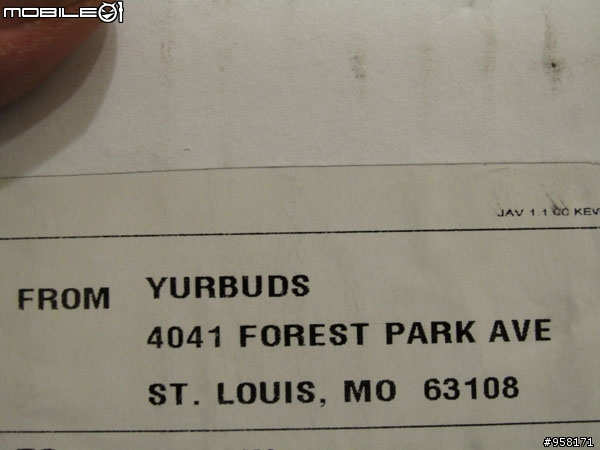 MOBILE01
JAV 1.1 CC KEV
FROM YURBUDS
4041 FOREST PARK AVE
ST. LOUIS, MO 63108
#958171